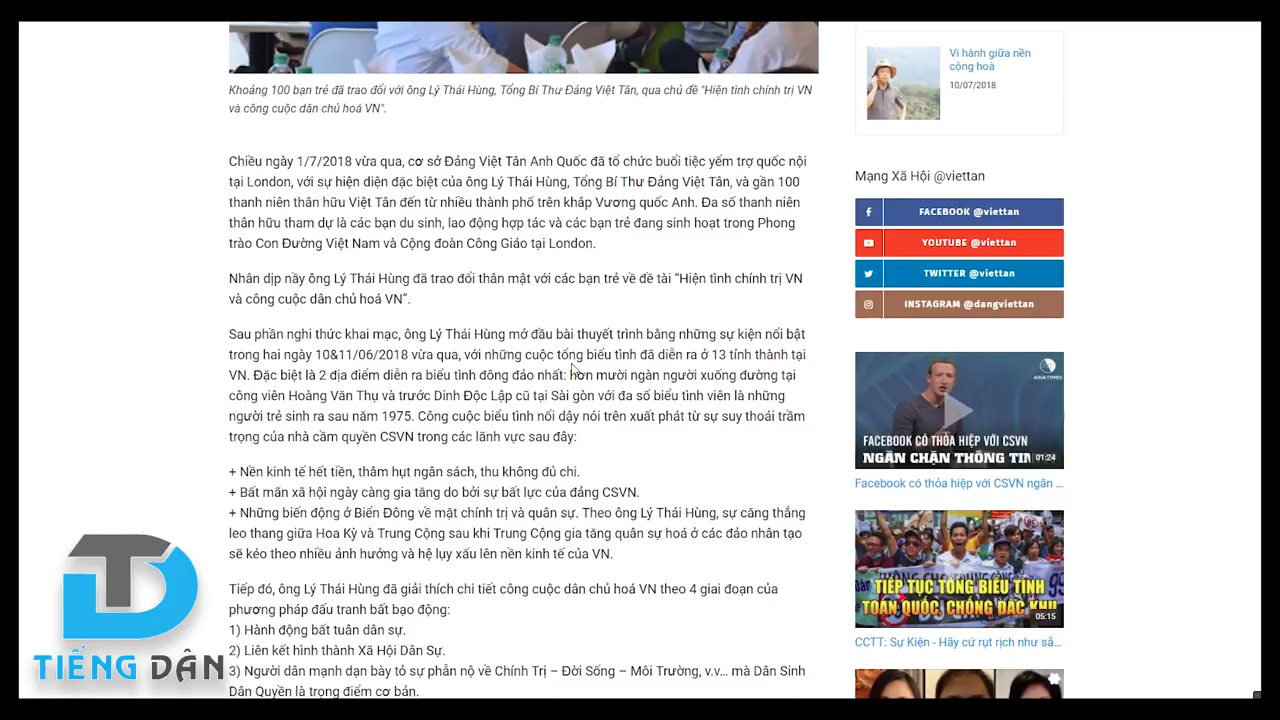 Khoảng 100 bạn trẻ đã trao đổi với ông Lý Thái Hùng, Tổng Bí Thư Đảng Việt Tân, qua chủ đề "Hiện tình chính trị VN
và công cuộc dân chủ hoá VN".
Chiều ngày 1/7/2018 vừa qua, cơ sở Đảng Việt Tân Anh Quốc đã tổ chức buổi tiệc yểm trợ quốc nội
tại London, với sự hiện diện đặc biệt của ông Lý Thái Hùng, Tổng Bí Thư Đảng Việt Tân, và gần 100
thanh niên thân hữu Việt Tân đến từ nhiều thành phố trên khắp Vương quốc Anh. Đa số thanh niên
thân hữu tham dự là các bạn du sinh, lao động hợp tác và các bạn trẻ đang sinh hoạt trong Phong
trào Con Đường Việt Nam và Cộng đoàn Công Giáo tại London.
Nhân dịp nầy ông Lý Thái Hùng đã trao đổi thân mật với các bạn trẻ về đề tài “Hiện tình chính trị VN
và công cuộc dân chủ hoá VN”.
Sau phần nghi thức khai mạc, ông Lý Thái Hùng mở đầu bài thuyết trình bằng những sự kiện nổi bật
trong hai ngày 10&11/06/2018 vừa qua, với những cuộc tổng biểu tình đã diễn ra ở 13 tỉnh thành tại
VN. Đặc biệt là 2 địa điểm diễn ra biểu tình đông đảo nhất: hơn mười ngàn người xuống đường tại
công viên Hoàng Văn Thụ và trước Dinh Độc Lập cũ tại Sài gòn với đa số biểu tình viên là những
người trẻ sinh ra sau năm 1975. Công cuộc biểu tình nổi dậy nói trên xuất phát từ sự suy thoái trầm
trọng của nhà cầm quyền CSVN trong các lãnh vực sau đây:
+ Nền kinh tế hết tiền, thâm hụt ngân sách, thu không đủ chi.
+ Bất mãn xã hội ngày càng gia tăng do bởi sự bất lực của đảng CSVN.
+ Những biến động ở Biển Đông về mặt chính trị và quân sự. Theo ông Lý Thái Hùng, sự căng thẳng
leo thang giữa Hoa Kỳ và Trung Cộng sau khi Trung Cộng gia tăng quân sự hoá ở các đảo nhân tạo
sẽ kéo theo nhiều ảnh hưởng và hệ lụy xấu lên nền kinh tế của VN.
Tiếp đó, ông Lý Thái Hùng đã giải thích chi tiết công cuộc dân chủ hoá VN theo 4 giai đoạn của
phương pháp đấu tranh bất bạo động:
1) Hành động bất tuân dân sự.
2) Liên kết hình thành Xã Hội Dân Sự.
3) Người dân mạnh dạn bày tỏ sự phẫn nộ về Chính Trị – Đời Sống – Môi Trường, v.v… mà Dân Sinh
Dân Quyền là trọng điểm cơ bản.
Vi hành giữa nền
cộng hoà
10/07/2018
Mạng Xã Hội @viettan
FACEBOOK @viettan
YOUTUBE @viettan
TWITTER @viettan
INSTAGRAM @dangviettan
ASIA TIMES
FACEBOOK CÓ THỎA HIỆP VỚI CSVN
NGĂN CHẶN THÔNG TIN
01:24
Facebook có thỏa hiệp với CSVN ngăn ...
TIẾP TỤC TỔNG BIỂU TÌNH
TOÀN QUỐC, CHỐNG ĐẶC KHU
05:15
CCTT: Sự Kiện - Hãy cứ rụt rịch như sắ...
TD
TIẾNG DÂN